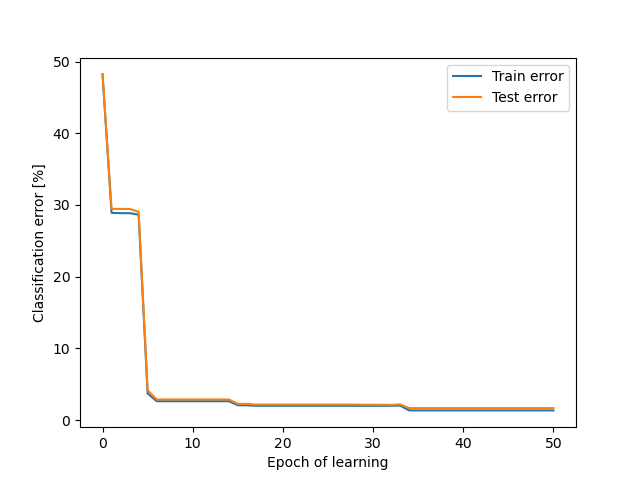 50
40
30
20
10
0
Classification error [%]
Train error
Test error
0 10 20 30 40 50
Epoch of learning